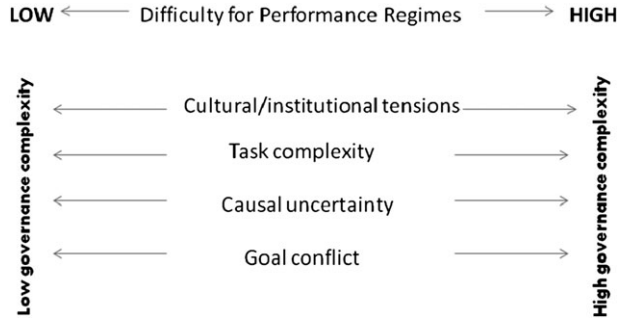 LOW Difficulty for Performance Regimes HIGH
Low governance complexity
Cultural/institutional tensions
Task complexity
Causal uncertainty
Goal conflict
High governance complexity